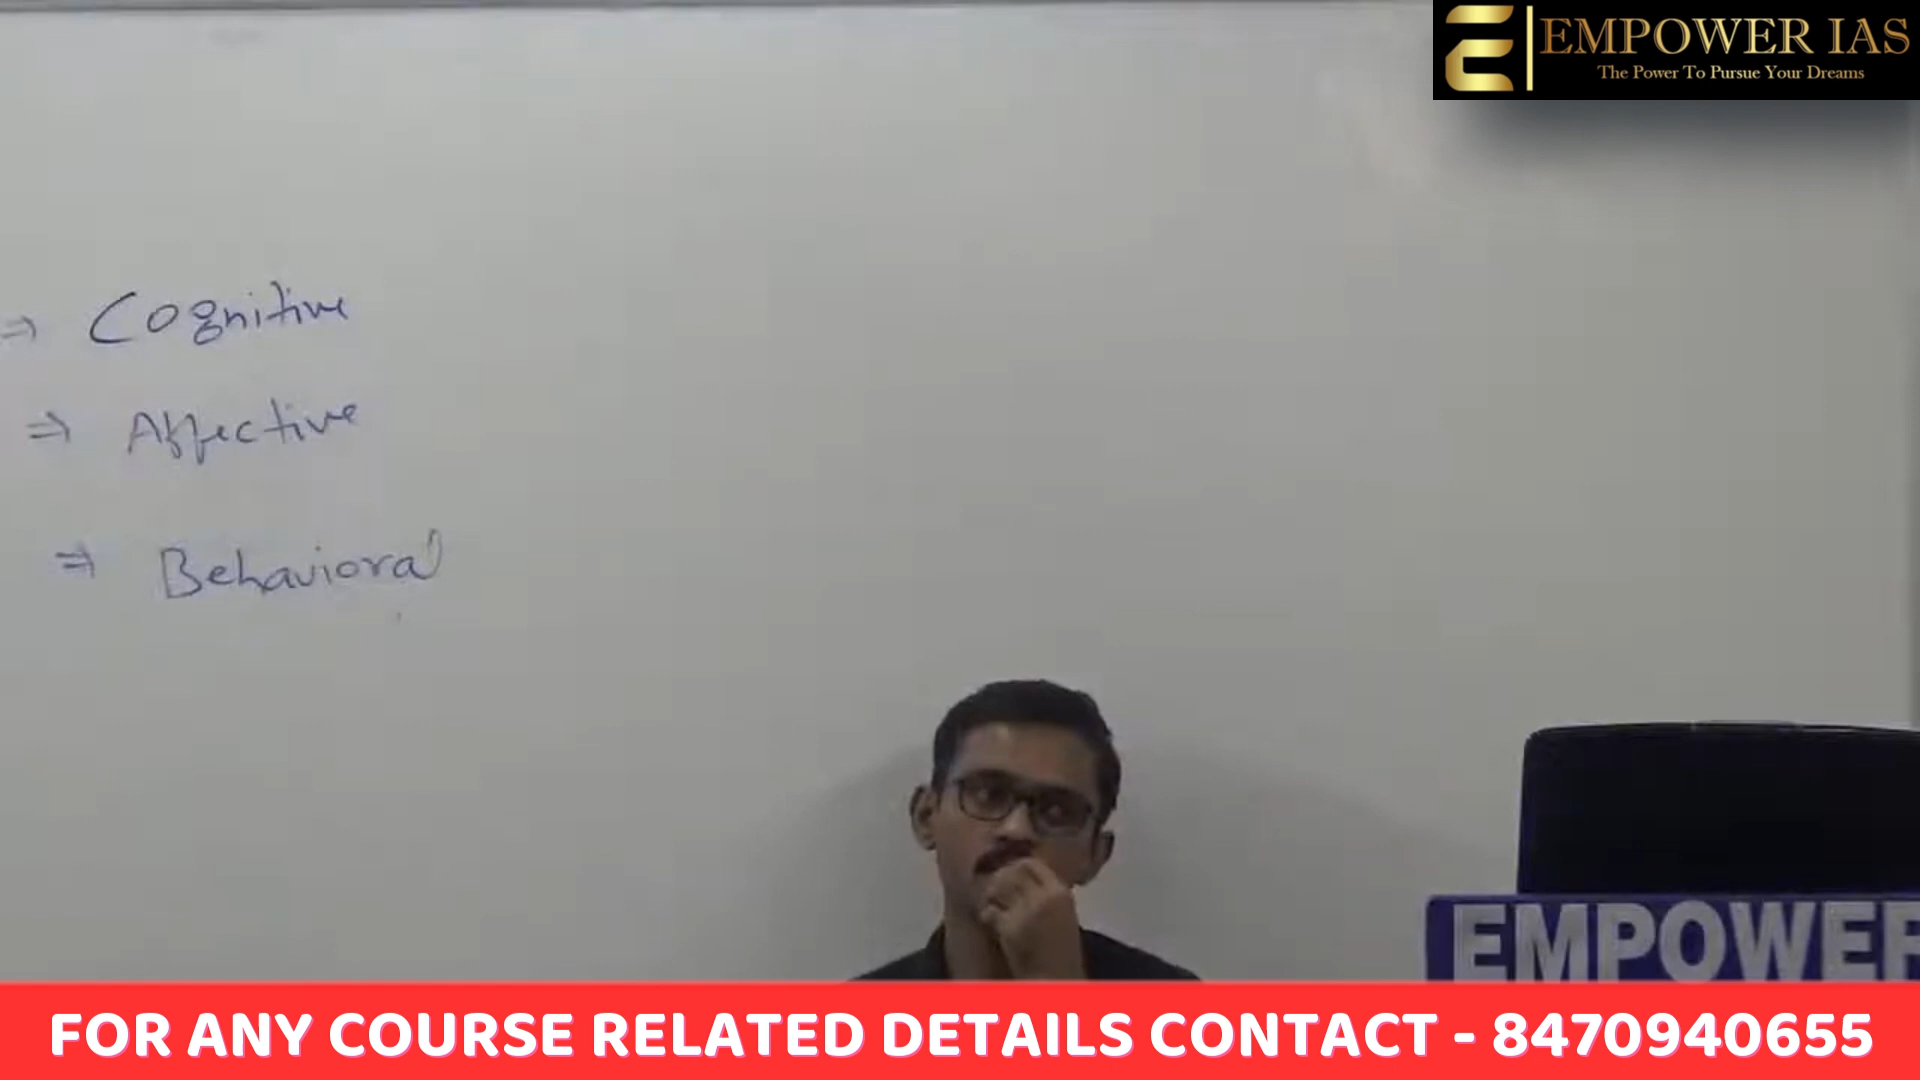 EMPOWER IAS
The Power To Pursue Your Dreams
⇒ Cognitive
⇒ Affective
⇒ Behavioral
EMPOWER
FOR ANY COURSE RELATED DETAILS CONTACT - 8470940655